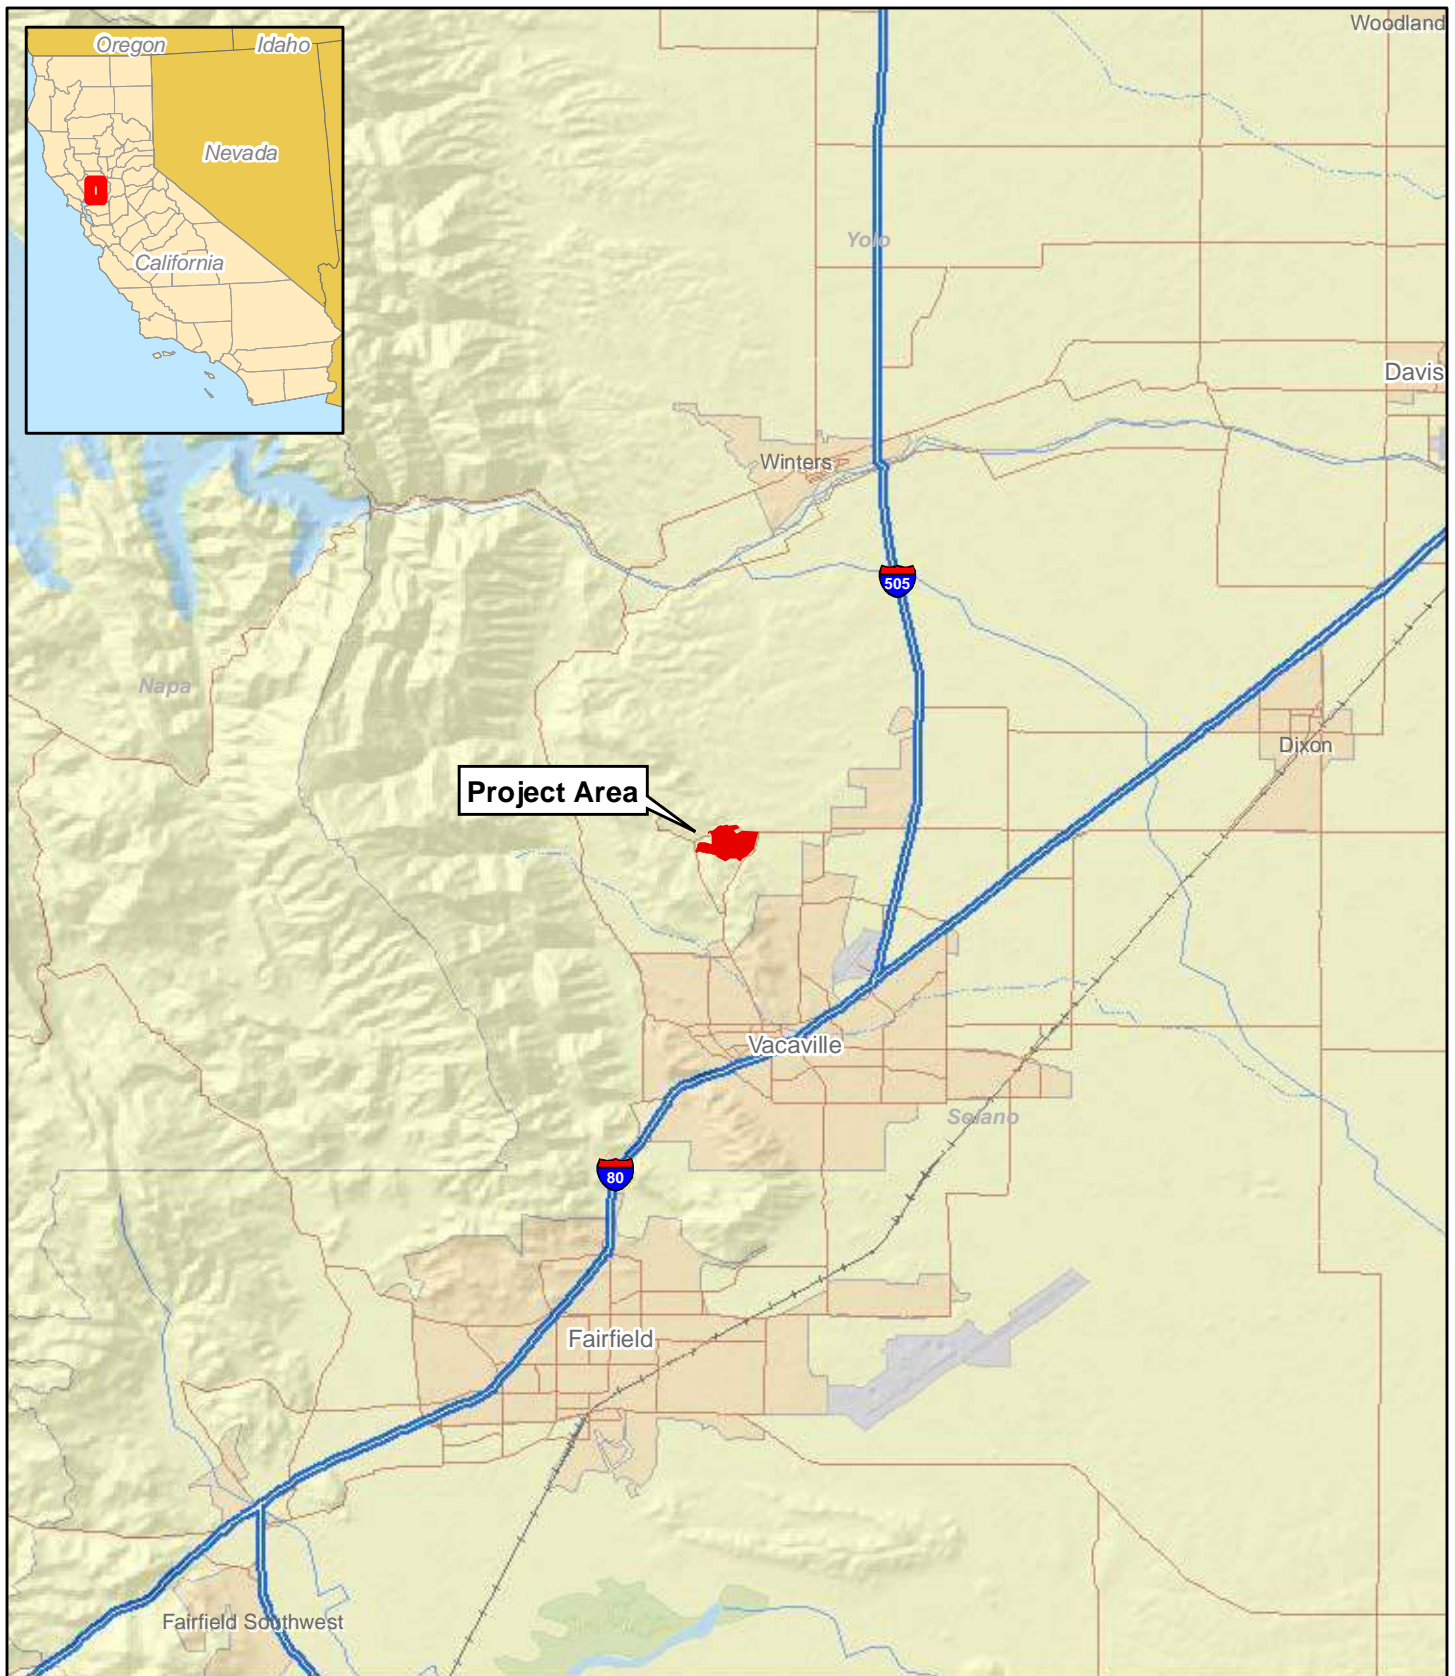 Woodland
Oregon
Idaho
Nevada
i
California
Yolo
Davis
Winters
505
Napa
Dixon
Project Area
Vacaville
Solano
80
Fairfield
Fairfield Southwest